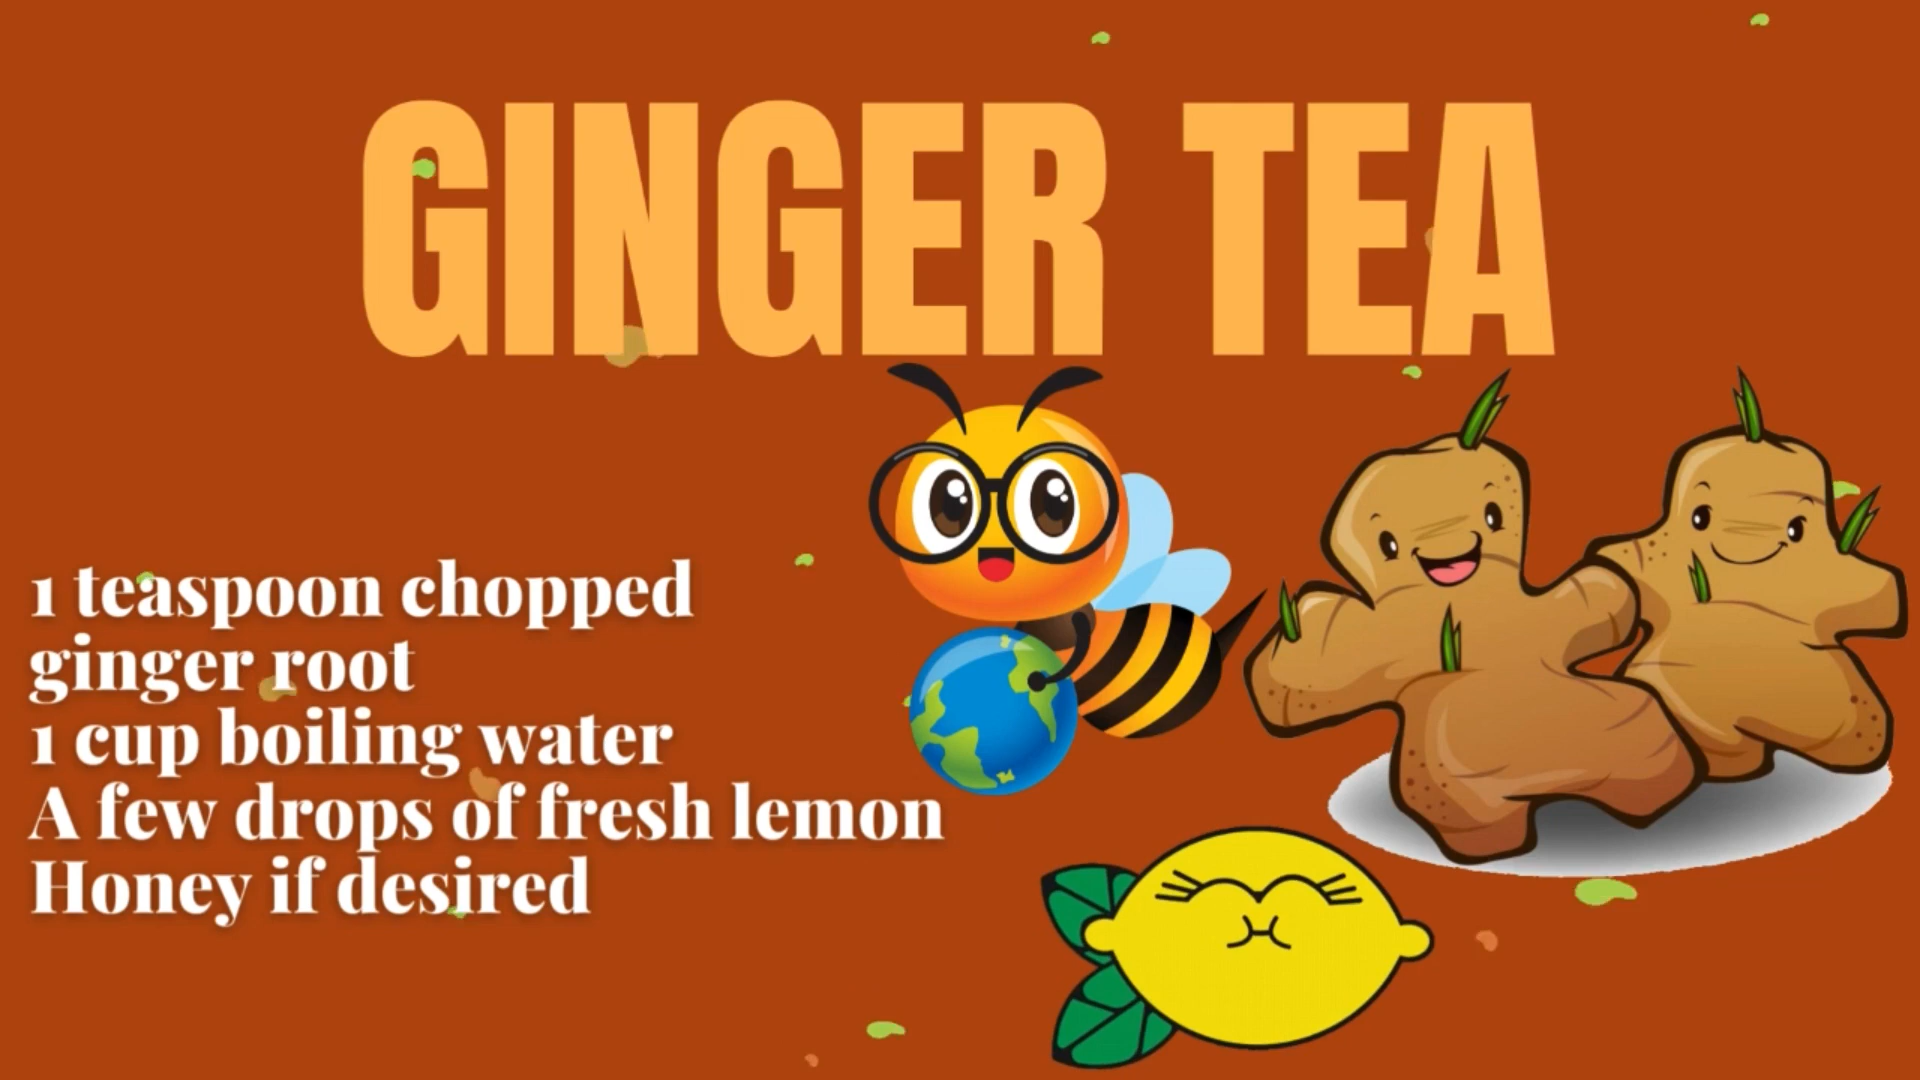 GINGER TEA
1 teaspoon chopped
ginger root
1 cup boiling water
A few drops of fresh lemon
Honey if desired